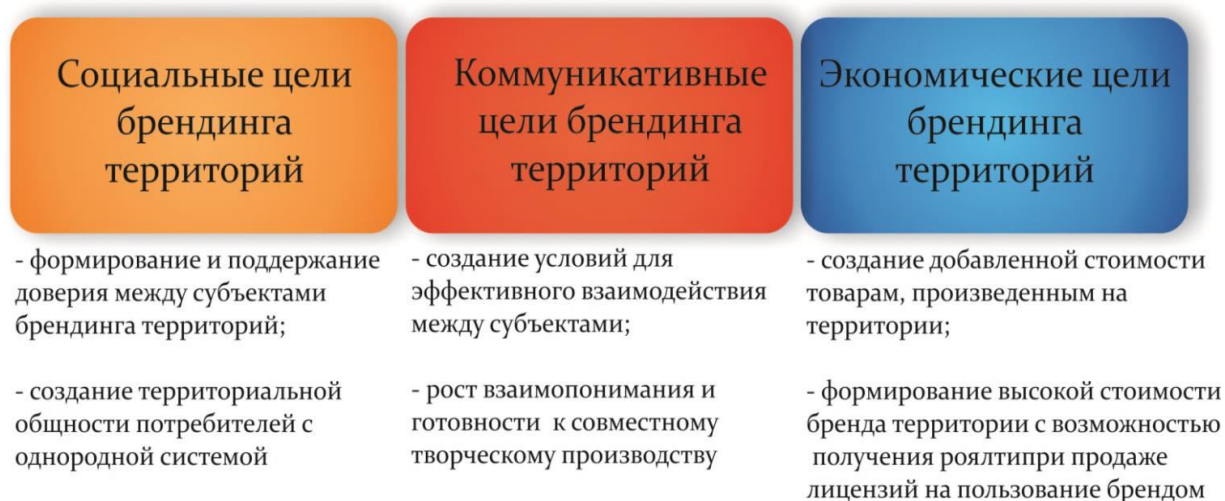 Социальные цели
брендинга
территорий
- формирование и поддержание
доверия между субъектами
брендинга территорий;
- создание территориальной
общности потребителей с
однородной системой
Коммуникативные
цели брендинга
территорий
- создание условий для
эффективного взаимодействия
между субъектами;
- рост взаимопонимания и
готовности к совместному
творческому производству
Экономические цели
брендинга
территорий
- создание добавленной стоимости
товарам, произведенным на
территории;
- формирование высокой стоимости
бренда территории с возможностью
получения роялтипри продаже
лицензий на пользование брендом